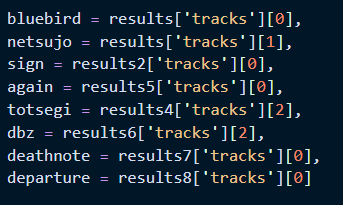 bluebird = results['tracks'][0],
netsujo = results['tracks'][1],
sign = results2['tracks'][0],
again = results5['tracks'][0],
totsegi = results4['tracks'][2],
dbz = results6['tracks'][2],
deathnote = results7['tracks'][0],
departure = results8['tracks'][0]